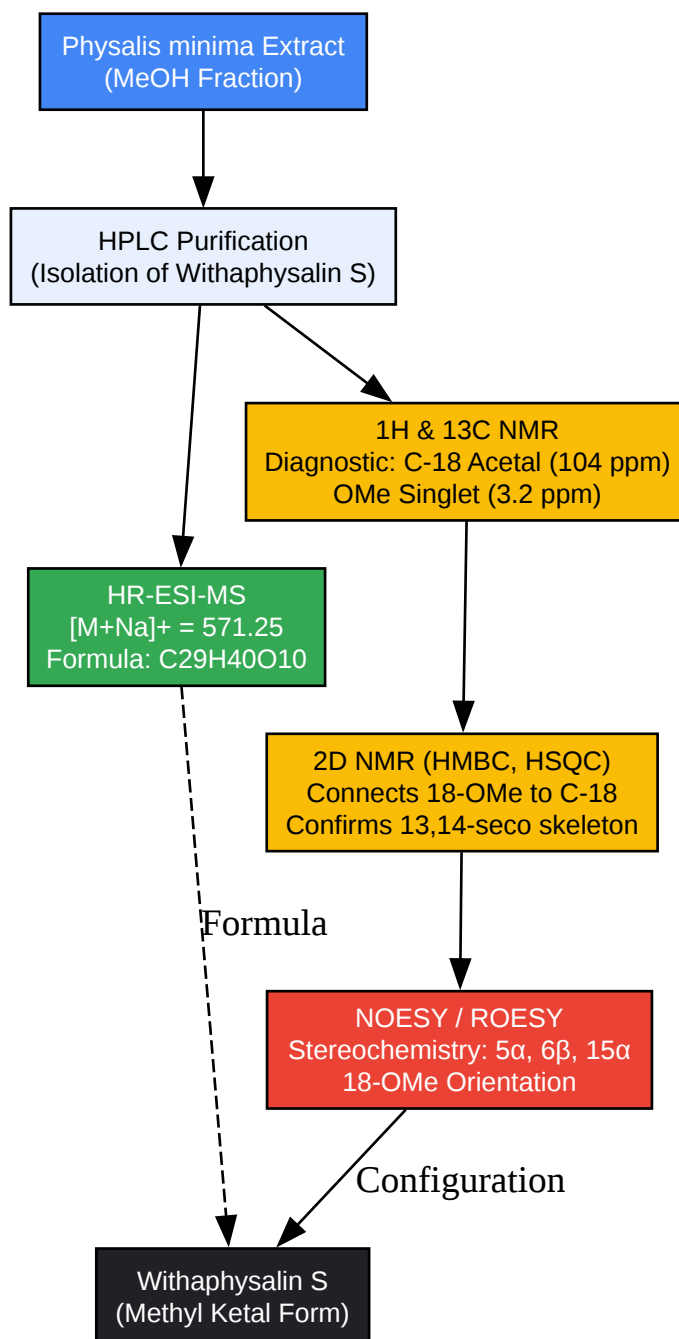 Physalis minima Extract
(MeOH Fraction)
HPLC Purification
(Isolation of Withaphysalin S)
1H & 13C NMR
Diagnostic: C-18 Acetal (104 ppm)
OMe Singlet (3.2 ppm)
HR-ESI-MS
[M+Na]+ = 571.25
Formula: C29H40O10
2D NMR (HMBC, HSQC)
Connects 18-OMe to C-18
Confirms 13,14-seco skeleton
Formula
NOESY / ROESY
Stereochemistry: 5α, 6β, 15α
18-OMe Orientation
Configuration
Withaphysalin S
(Methyl Ketal Form)